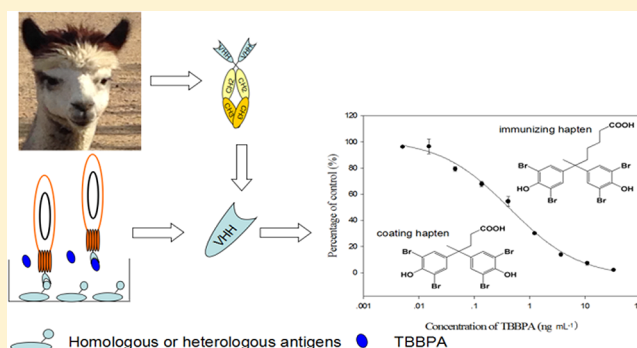 VHH VHH
CH2 CH2
CH3 CH3
VHH
Percentage of control (%)
120
100
80
60
40
20
0
.001 .01 .1 1 10 100
Concentration of TBBPA (ng mL-1)
immunizing hapten
COOH
Br Br
HO OH
Br Br
coating hapten
COOH
Br Br
HO OH
Br Br
Homologous or heterologous antigens TBBPA